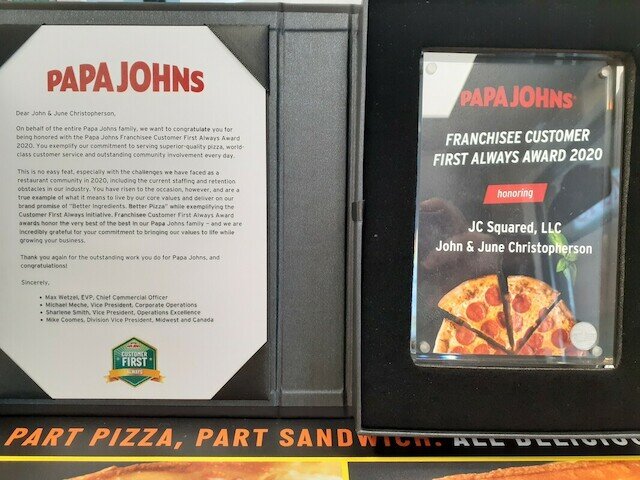 PAPA JOHNS
Dear John & June Christopherson,
On behalf of the entire Papa Johns family, we want to congratulate you for
being honored with the Papa Johns Franchisee Customer First Always Award
2020. You exemplify our commitment to serving superior-quality pizza, world-
class customer service and outstanding community involvement every day.
This is no easy feat, especially with the challenges we have faced as a
restaurant community in 2020, including the current staffing and retention
obstacles in our industry. You have risen to the occasion, however, and are a
true example of what it means to live by our core values and deliver on our
brand promise of "Better Ingredients. Better Pizza" while exemplifying the
Customer First Always Initiative. Franchisee Customer First Always Award
awards honor the very best of the best in our Papa Johns family – and we are
incredibly grateful for your commitment to bringing our values to life while
growing your business.
Thank you again for the outstanding work you do for Papa Johns, and
congratulations!
Sincerely,
• Max Wetzel, EVP, Chief Commercial Officer
• Michael Meche, Vice President, Corporate Operations
• Sharlene Smith, Vice President, Operations Excellence
• Mike Coomes, Division Vice President, Midwest and Canada
CUSTOMER
FIRST
ALWAYS
PAPA JOHNS
FRANCHISEE CUSTOMER
FIRST ALWAYS AWARD 2020
honoring
JC Squared, LLC
John & June Christopherson
PART PIZZA, PART SANDWICH. ALL DELICIO